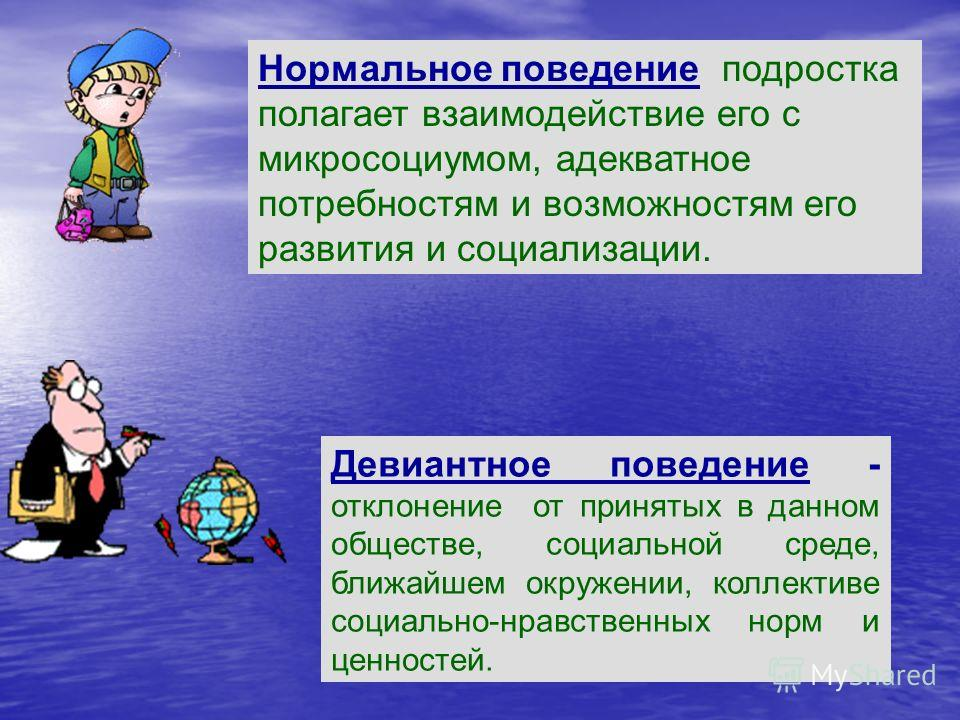 Нормальное поведение подростка
полагает взаимодействие его с
микросоциумом, адекватное
потребностям и возможностям его
развития и социализации.
Девиантное поведение -
отклонение от принятых в данном
обществе, социальной среде,
ближайшем окружении, коллективе
социально-нравственных норм и
ценностей.
MyShared